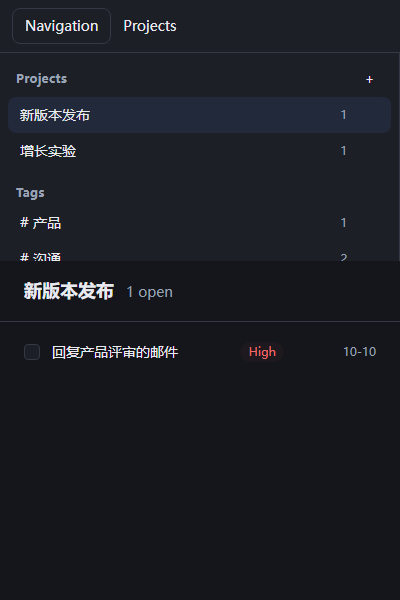 Navigation Projects
Projects +
新版本发布 1
增长实验 1
Tags
# 产品 1
# 沟通 2
新版本发布 1 open
回复产品评审的邮件 High 10-10